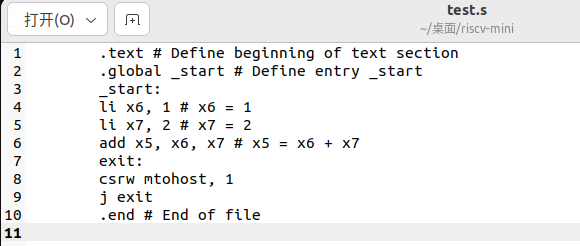 打开(O)
test.s
~/桌面/riscv-mini
1 .text # Define beginning of text section
2 .global _start # Define entry _start
3 _start:
4 li x6, 1 # x6 = 1
5 li x7, 2 # x7 = 2
6 add x5, x6, x7 # x5 = x6 + x7
7 exit:
8 csrw mtohost, 1
9 j exit
10 .end # End of file
11